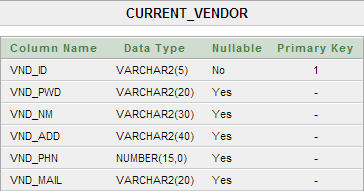 CURRENT_VENDOR
Column Name Data Type Nullable Primary Key
VND_ID VARCHAR2(5) No 1
VND_PWD VARCHAR2(20) Yes -
VND_NM VARCHAR2(30) Yes -
VND_ADD VARCHAR2(40) Yes -
VND_PHN NUMBER(15,0) Yes -
VND_MAIL VARCHAR2(20) Yes -